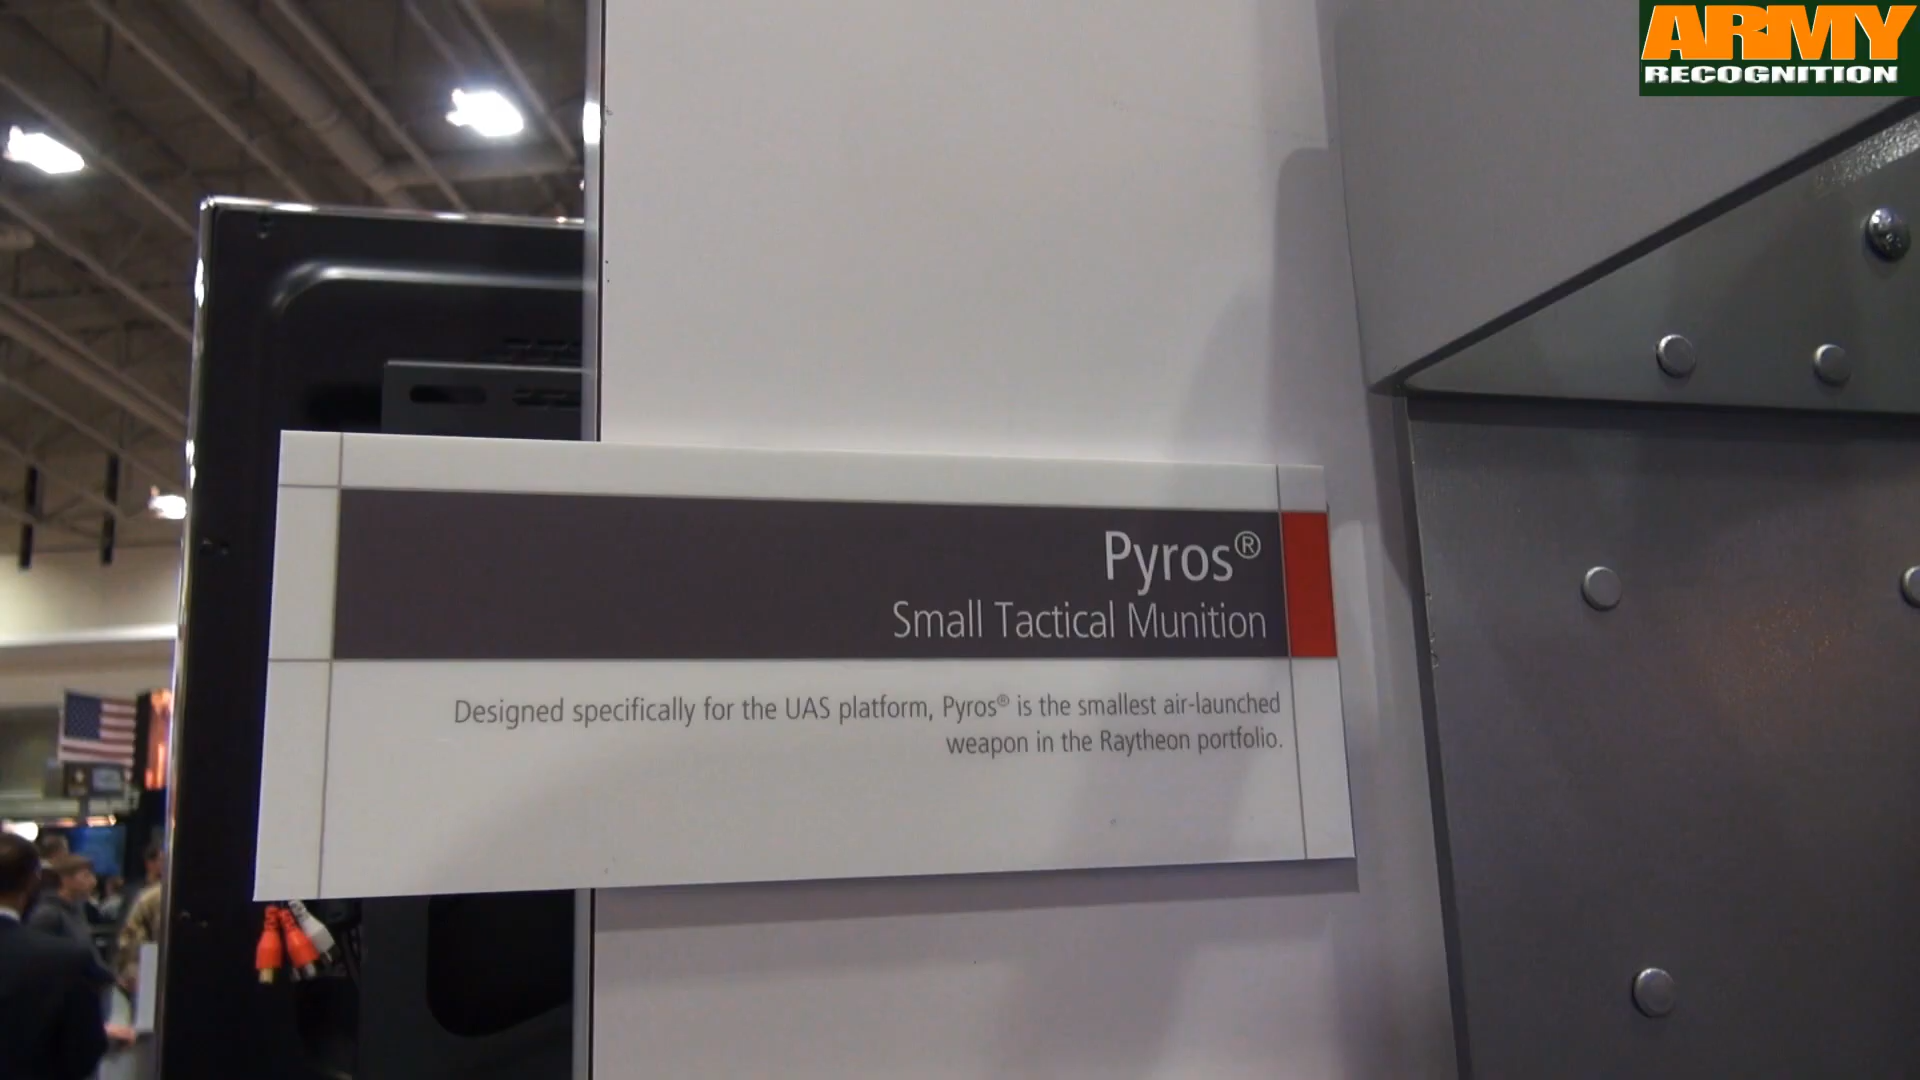 ARMY
RECOGNITION
Pyros®
Small Tactical Munition
Designed specifically for the UAS platform, Pyros® is the smallest air-launched
weapon in the Raytheon portfolio.